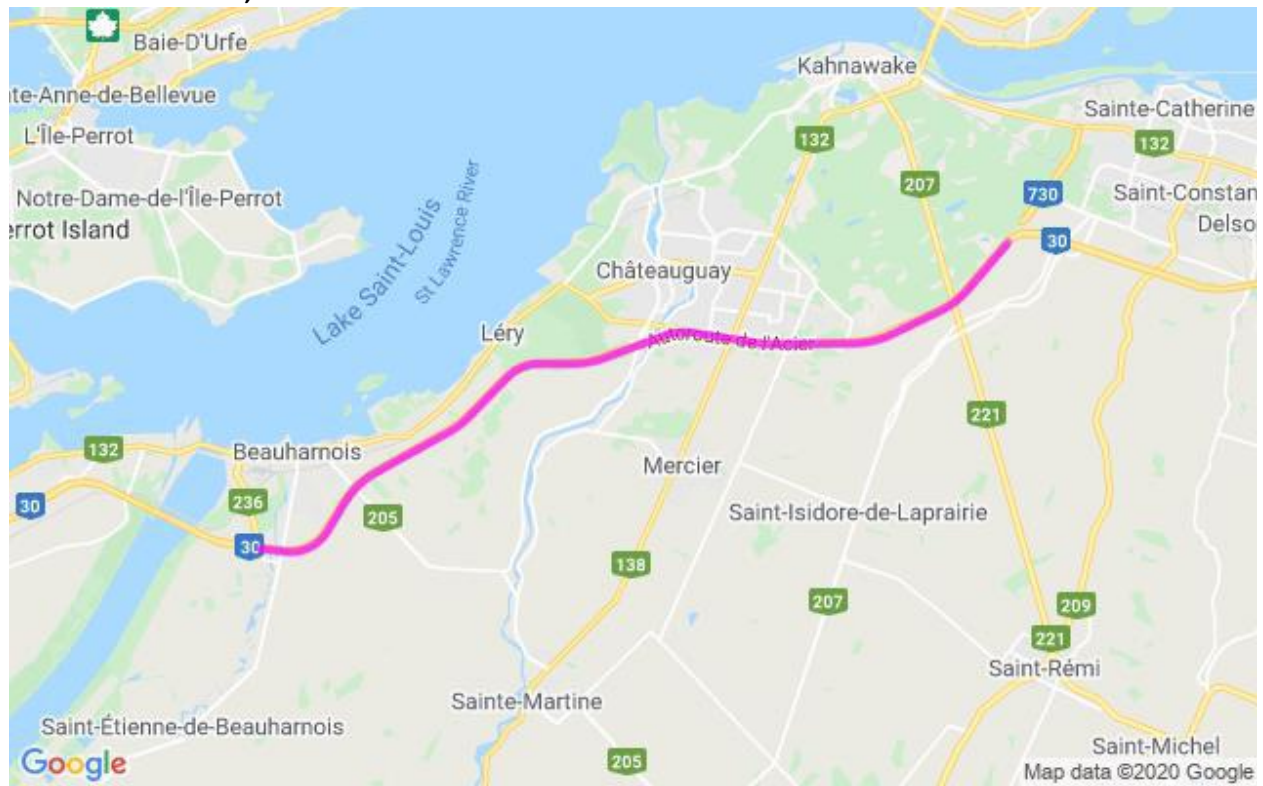 Baie-D'Urfe
Kahnawake
te-Anne-de-Bellevue
Sainte-Catherine
L'Île-Perrot
132
132
207
730
Notre-Dame-de-l'Île-Perrot
Saint-Constan
errot Island
Delso
30
Lake Saint-Louis
St Lawrence River
Châteauguay
Léry
Autoroute de l'Acier
221
132
Beauharnois
Mercier
30
236
205
Saint-Isidore-de-Laprairie
30
138
207
209
221
Saint-Rémi
Sainte-Martine
Saint-Étienne-de-Beauharnois
Saint-Michel
Google
205
Map data ©2020 Google